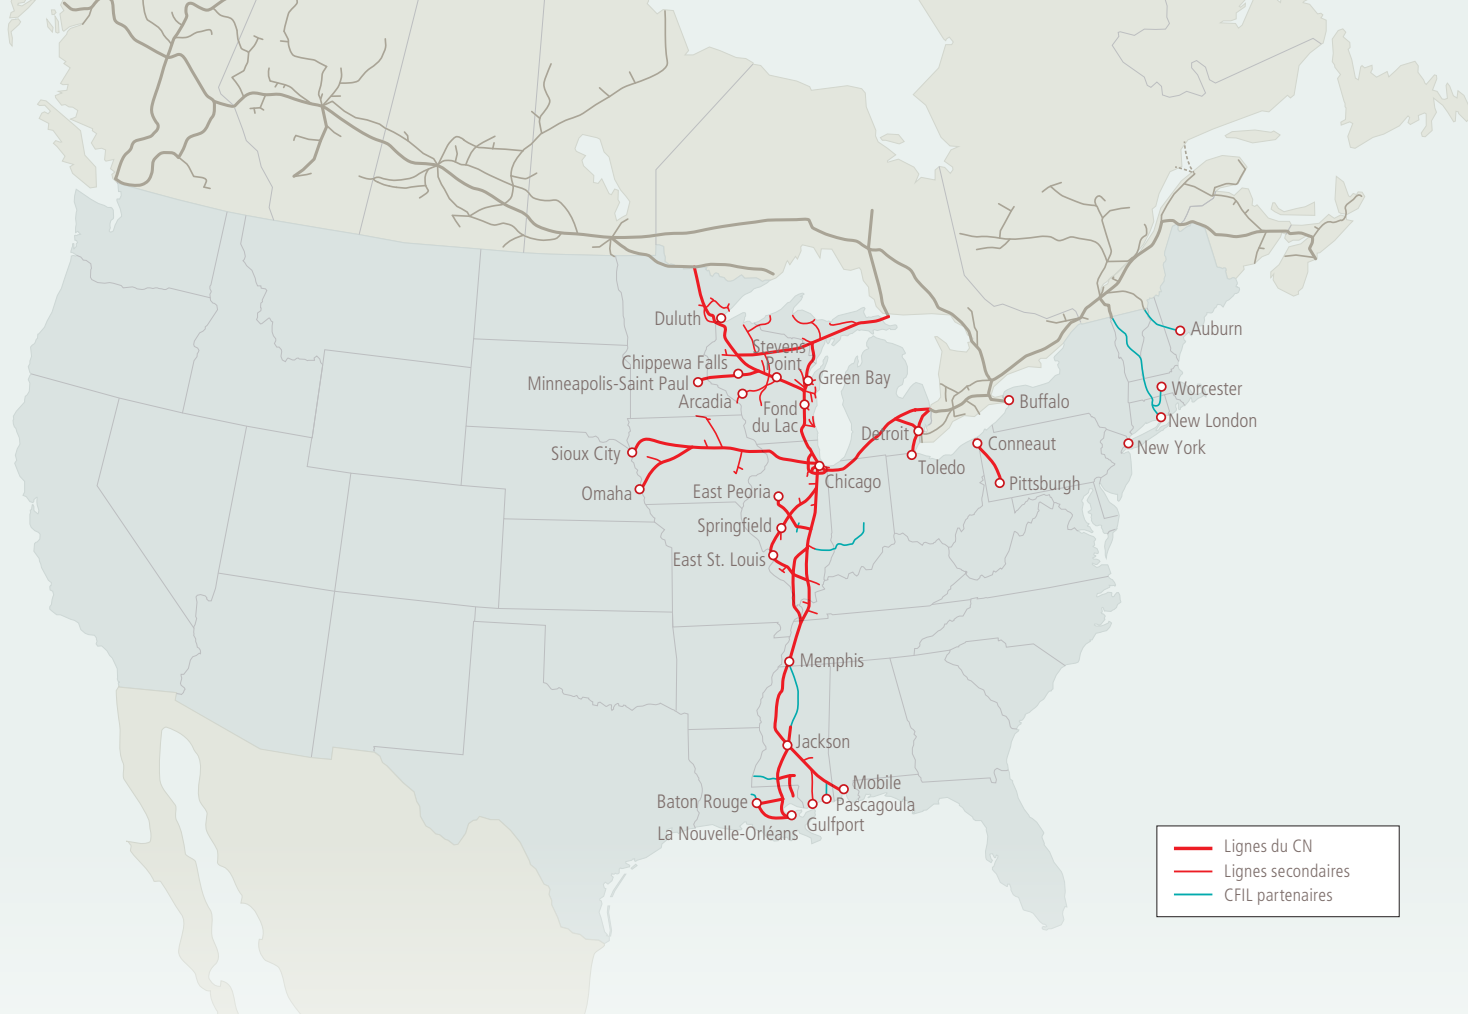 Duluth
Auburn
Stevens
Point
Chippewa Falls
Minneapolis-Saint Paul
Green Bay
Arcadia
Fond
du Lac
Worcester
Buffalo
New London
Detroit
Conneaut
New York
Sioux City
Toledo
Chicago
Pittsburgh
Omaha
East Peoria
Springfield
East St. Louis
Memphis
Jackson
Mobile
Baton Rouge
Pascagoula
Gulfport
La Nouvelle-Orléans
Lignes du CN
Lignes secondaires
CFIL partenaires